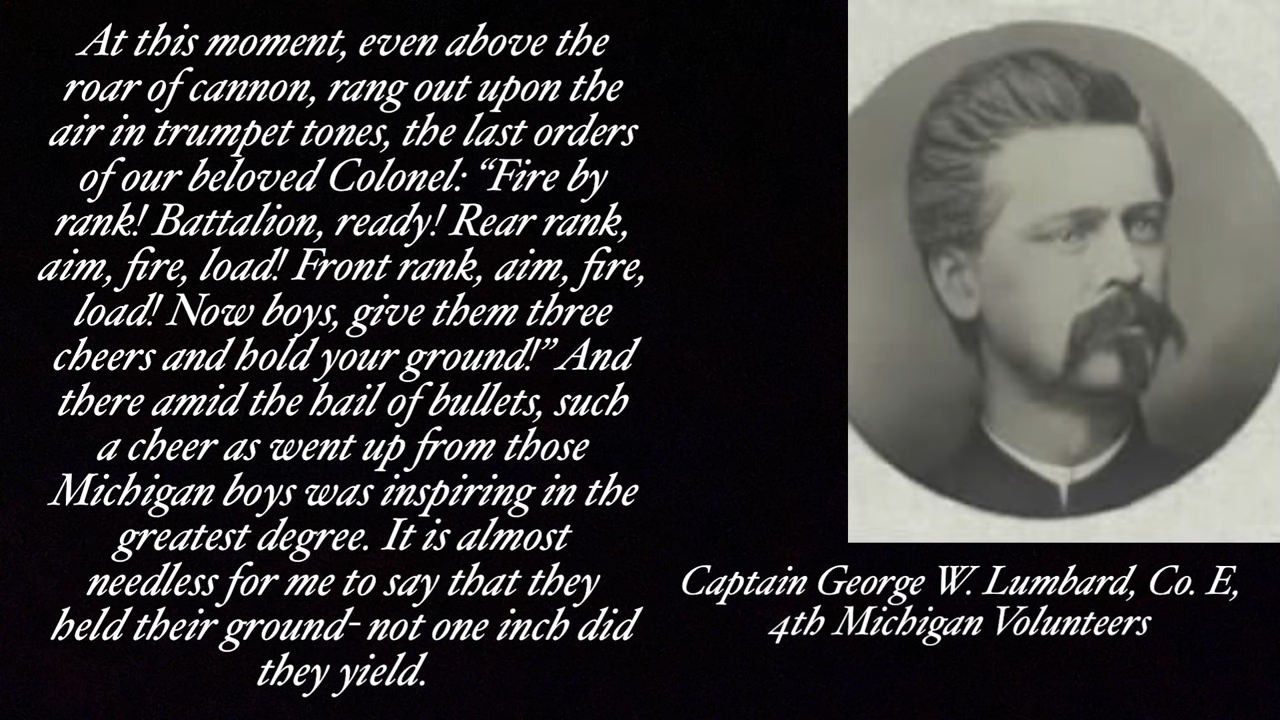 At this moment, even above the
roar of cannon, rang out upon the
air in trumpet tones, the last orders
of our beloved Colonel: “Fire by
rank! Battalion, ready! Rear rank,
aim, fire, load! Front rank, aim, fire,
load! Now boys, give them three
cheers and hold your ground!” And
there amid the hail of bullets, such
a cheer as went up from those
Michigan boys was inspiring in the
greatest degree. It is almost
needless for me to say that they
held their ground- not one inch did
they yield.
Captain George W. Lumbard, Co. E,
4th Michigan Volunteers